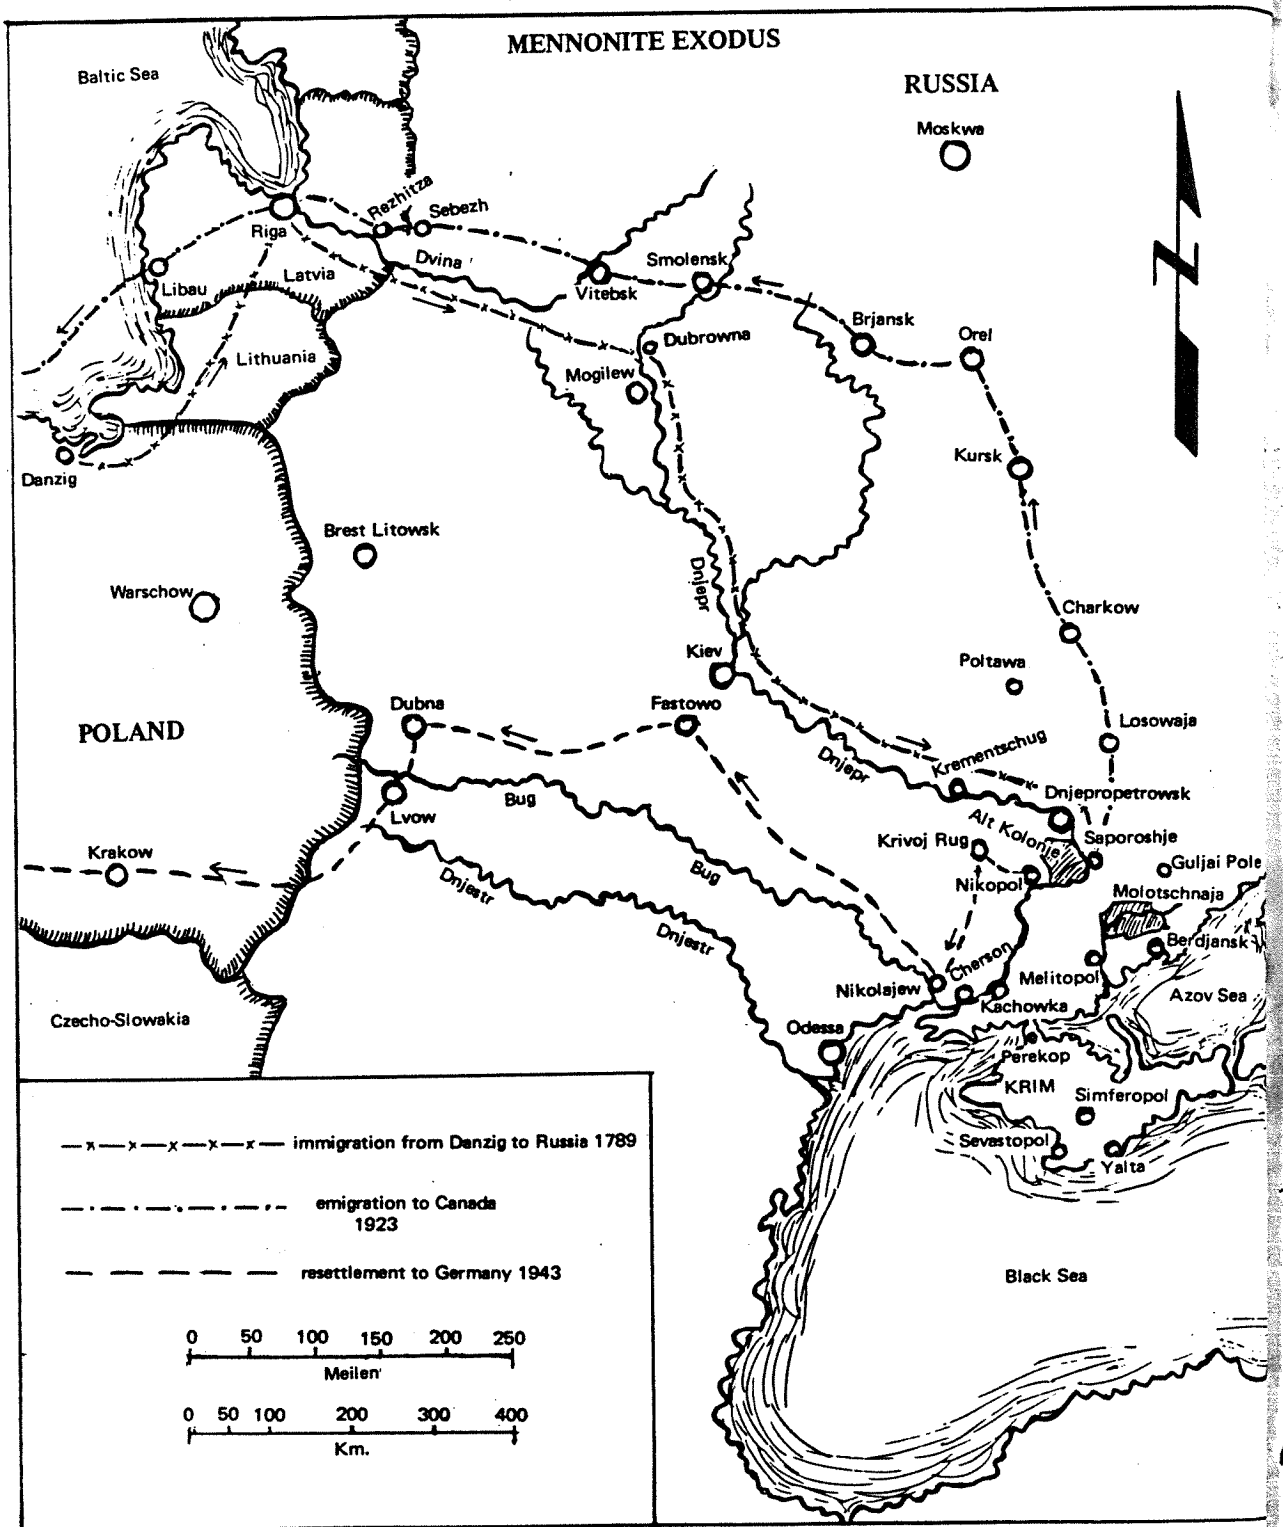 MENNONITE EXODUS
Baltic Sea
RUSSIA
Moskwa
Rezhitza
Sebezh
Riga
Dvina
Smolensk
Latvia
Libau
Vitebsk
Brjansk
Orel
Dubrowna
Lithuania
Mogilew
Kursk
Danzig
Brest Litowsk
Warschow
Dnjepr
Charkow
Kiev
Poltawa
Dubna
Fastowo
Losowaja
POLAND
Krementschug
Dnjepr
Dnjepropetrowsk
Bug
Lvow
Alt Kolonie
Saporoshje
Krivoj Rug
Krakow
Guljai Pole
Bug
Nikopol
Dnjestr
Molotschnaja
Dnjestr
Berdjansk
Cherson
Melitopol
Nikolajew
Azov Sea
Kachowka
Czecho-Slowakia
Odessa
Perekop
KRIM
Simferopol
Sevastopol
Yalta
Black Sea
immigration from Danzig to Russia 1789
emigration to Canada
1923
resettlement to Germany 1943
0 50 100 150 200 250
Meilen
0 50 100 200 300 400
Km.